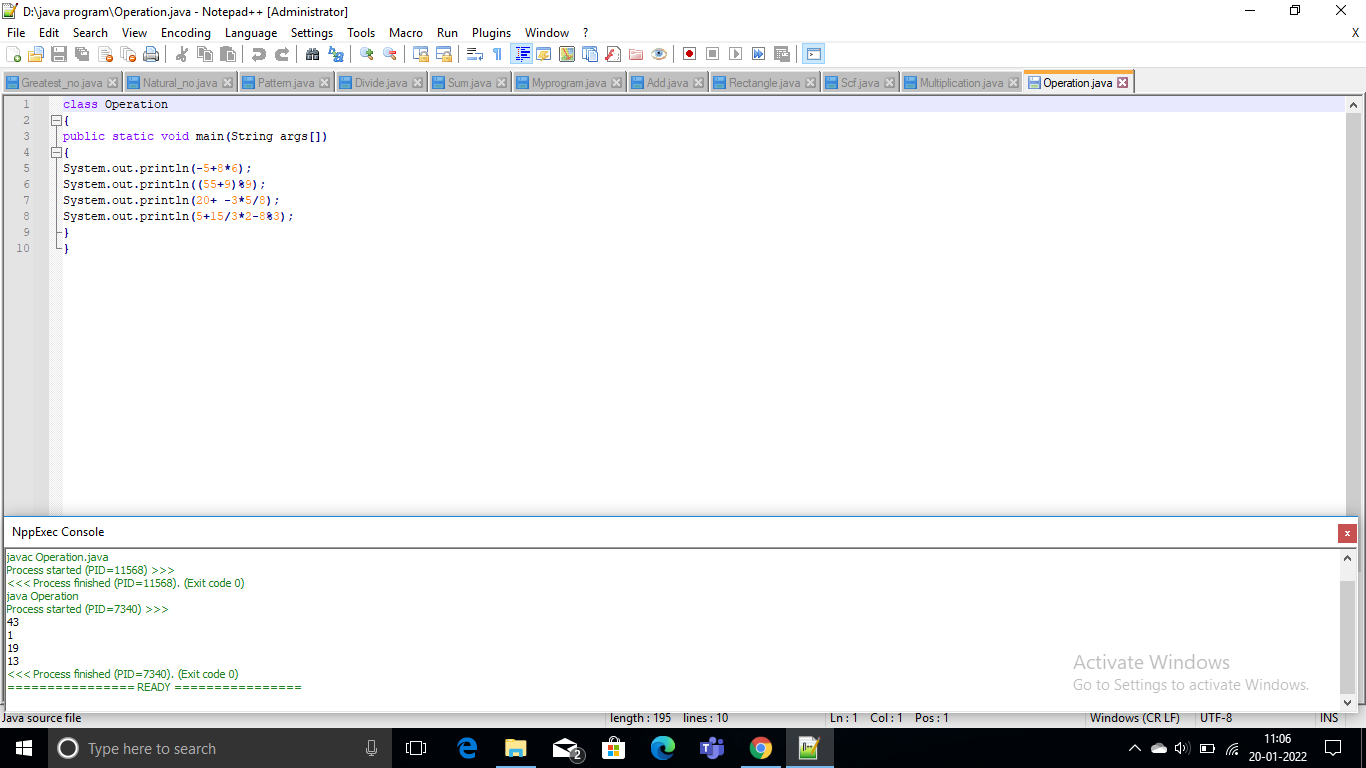 D:\java program\Operation.java - Notepad++ [Administrator]
File Edit Search View Encoding Language Settings Tools Macro Run Plugins Window ? X
Greatest_no.java Natural_no.java Pattern.java Divide.java Sum.java Myprogram.java Add.java Rectangle.java Scf.java Multiplication.java Operation.java
1 class Operation
2 {
3 public static void main(String args[])
4 {
5 System.out.println(-5+8*6);
6 System.out.println((55+9)%9);
7 System.out.println(20+ -3*5/8);
8 System.out.println(5+15/3*2-8%3);
9 }
10 }
NppExec Console
javac Operation.java
Process started (PID=11568) >>>
<<< Process finished (PID=11568). (Exit code 0)
java Operation
Process started (PID=7340) >>>
43
1
19
13
<<< Process finished (PID=7340). (Exit code 0)
================ READY ================
Activate Windows
Go to Settings to activate Windows.
Java source file length : 195 lines : 10 Ln : 1 Col : 1 Pos : 1 Windows (CR LF) UTF-8 INS
Type here to search 2 11:06
20-01-2022